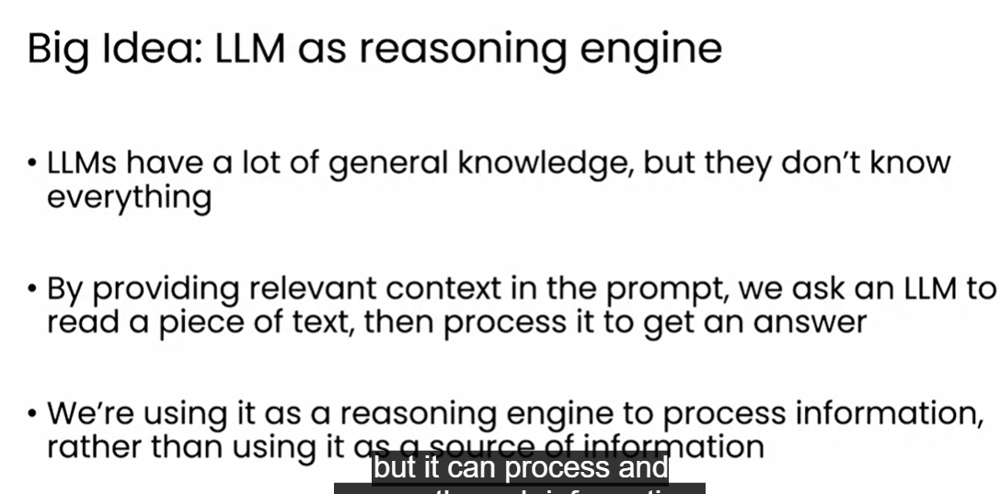 Big Idea: LLM as reasoning engine
• LLMs have a lot of general knowledge, but they don't know
everything
• By providing relevant context in the prompt, we ask an LLM to
read a piece of text, then process it to get an answer
• We're using it as a reasoning engine to process information,
rather than using it as a source of information
but it can process and